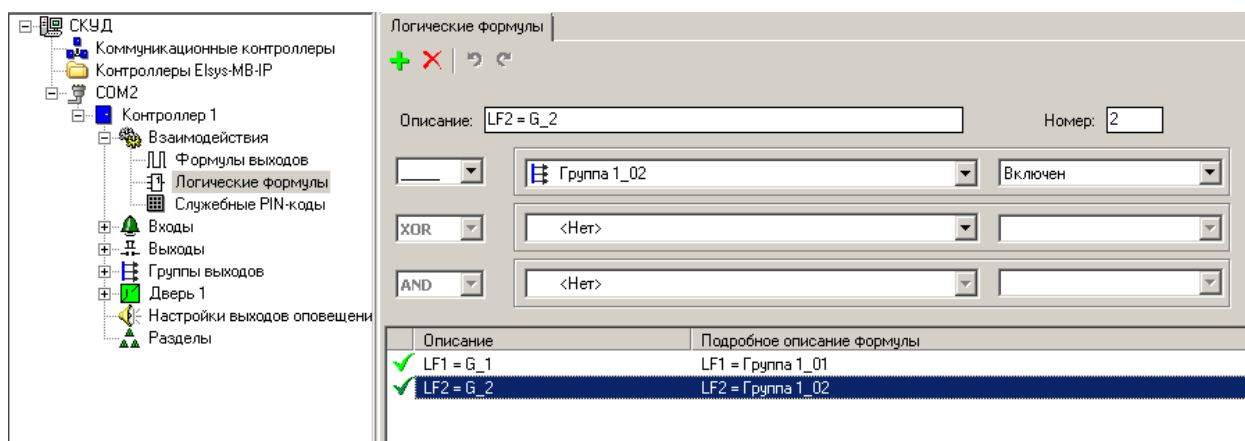 СКУД
Коммуникационные контроллеры
Контроллеры Elsys-MB-IP
COM2
Контроллер 1
Взаимодействия
Формулы выходов
Логические формулы
Служебные PIN-коды
Входы
Выходы
Группы выходов
Дверь 1
Настройки выходов оповещени
Разделы
Логические формулы
Описание: LF2 = G_2 Номер: 2
____ Группа 1_02 Включен
XOR <Нет>
AND <Нет>
Описание Подробное описание формулы
LF1 = G_1 LF1 = Группа 1_01
LF2 = G_2 LF2 = Группа 1_02